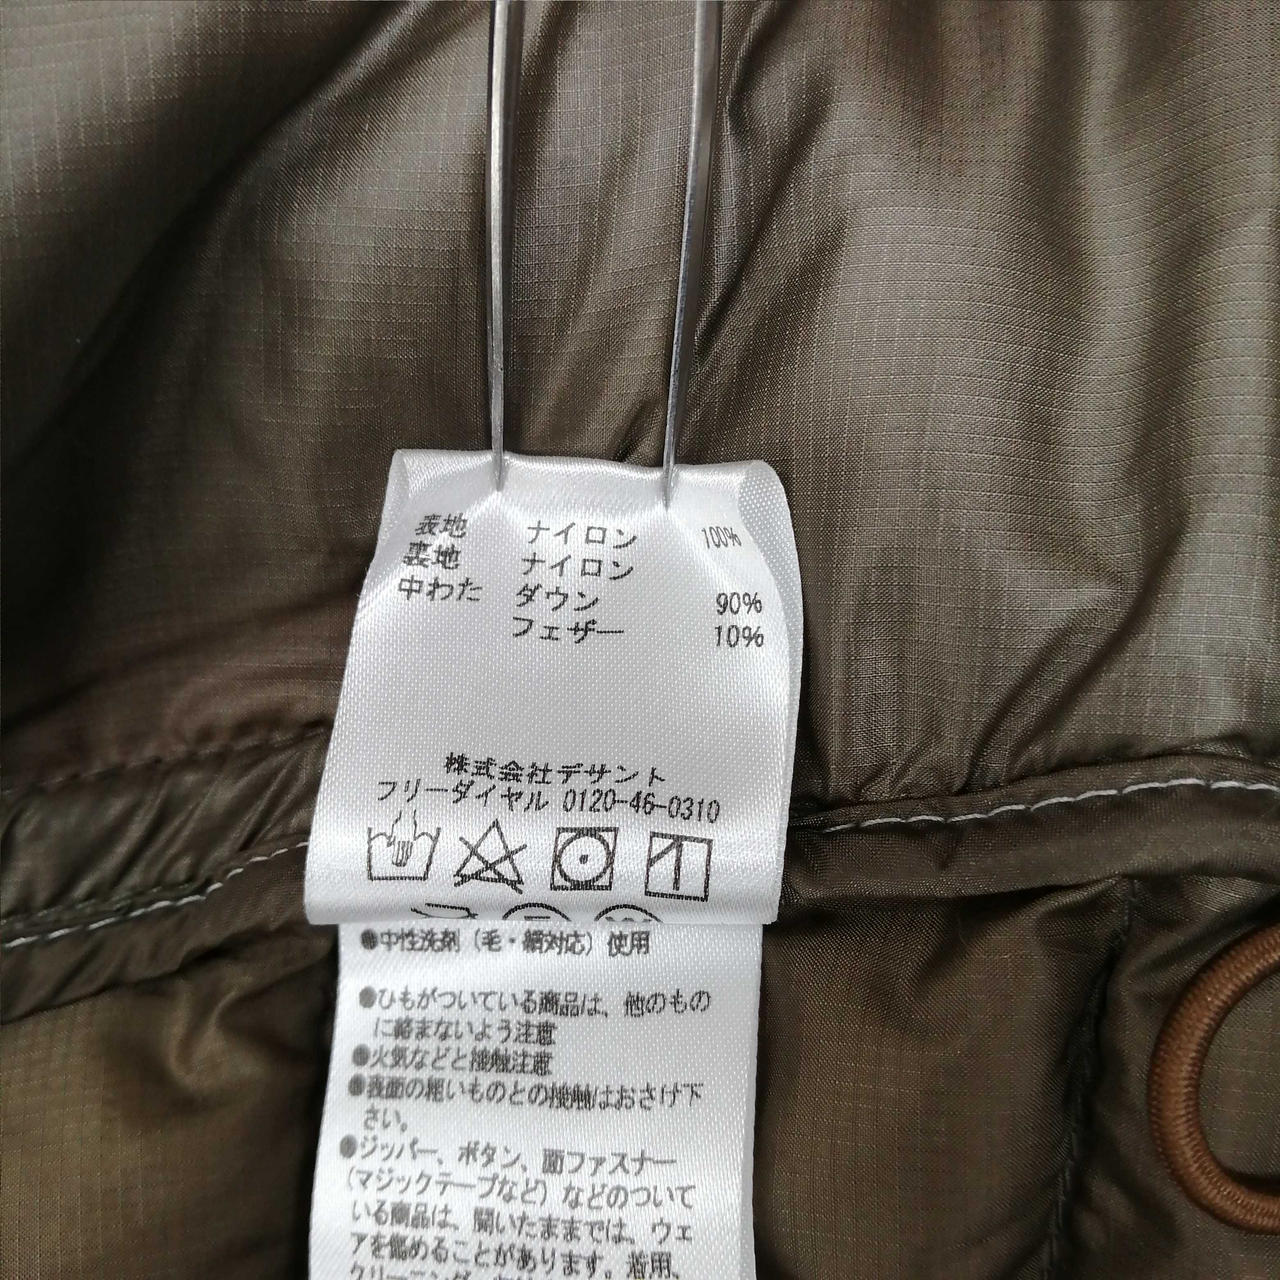 表地 ナイロン 100%
裏地 ナイロン
中わた ダウン 90%
フェザー 10%
株式会社デサント
フリーダイヤル 0120-46-0310
●中性洗剤（毛・絹対応）使用
●ひもがついている商品は、他のもの
に絡まないよう注意
●火気などと接触注意
●表面の粗いものとの接触はおさけ下
さい。
●ジッパー、ボタン、面ファスナー
（マジックテープなど）などのついて
いる商品は、開いたままでは、ウェ
アを傷めることがあります。着用、